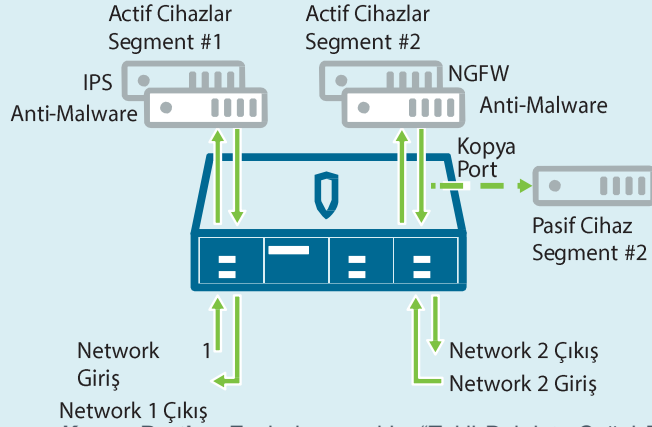 Actif Cihazlar
Segment #1
Actif Cihazlar
Segment #2
IPS
Anti-Malware
NGFW
Anti-Malware
Kopya
Port
Pasif Cihaz
Segment #2
Network 1
Giriş
Network 1 Çıkış
Network 2 Çıkış
Network 2 Giriş